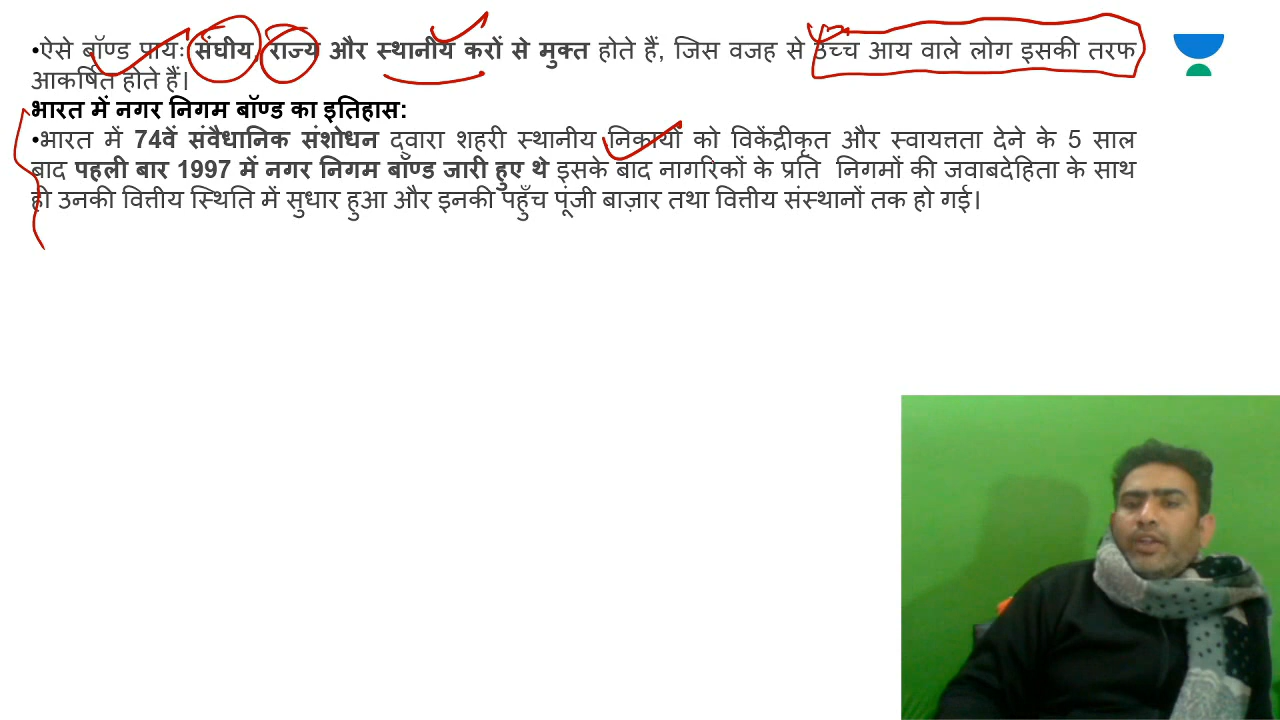 •ऐसे बॉण्ड प्रायः संघीय, राज्य और स्थानीय करों से मुक्त होते हैं, जिस वजह से उच्च आय वाले लोग इसकी तरफ
आकर्षित होते हैं।
भारत में नगर निगम बॉण्ड का इतिहास:
•भारत में 74वें संवैधानिक संशोधन द्वारा शहरी स्थानीय निकायों को विकेंद्रीकृत और स्वायत्तता देने के 5 साल
बाद पहली बार 1997 में नगर निगम बॉण्ड जारी हुए थे इसके बाद नागरिकों के प्रति निगमों की जवाबदेहिता के साथ
ही उनकी वित्तीय स्थिति में सुधार हुआ और इनकी पहुँच पूंजी बाज़ार तथा वित्तीय संस्थानों तक हो गई।